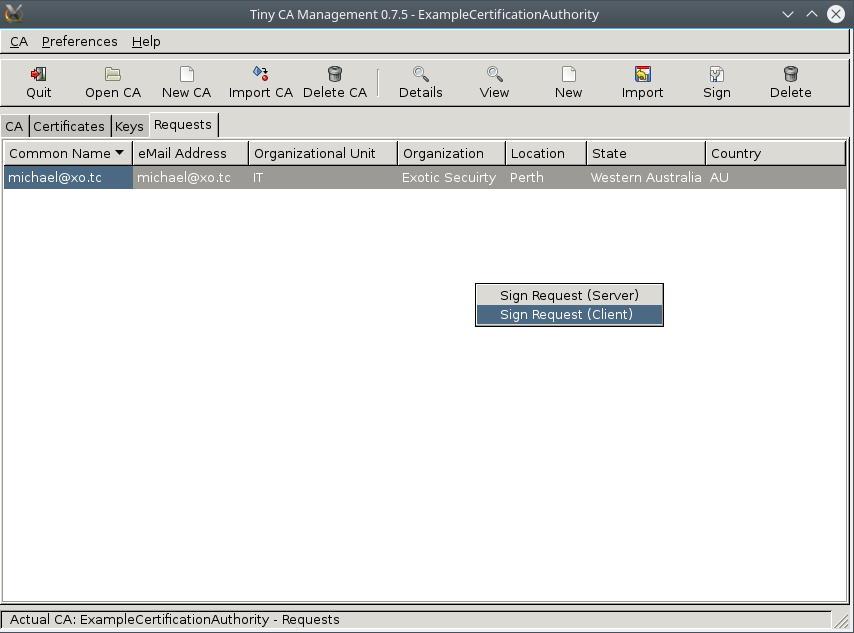 Tiny CA Management 0.7.5 - ExampleCertificationAuthority
CA Preferences Help
Quit Open CA New CA Import CA Delete CA Details View New Import Sign Delete
CA Certificates Keys Requests
Common Name eMail Address Organizational Unit Organization Location State Country
michael@xo.tc michael@xo.tc IT Exotic Secuirty Perth Western Australia AU
Sign Request (Server)
Sign Request (Client)
Actual CA: ExampleCertificationAuthority - Requests